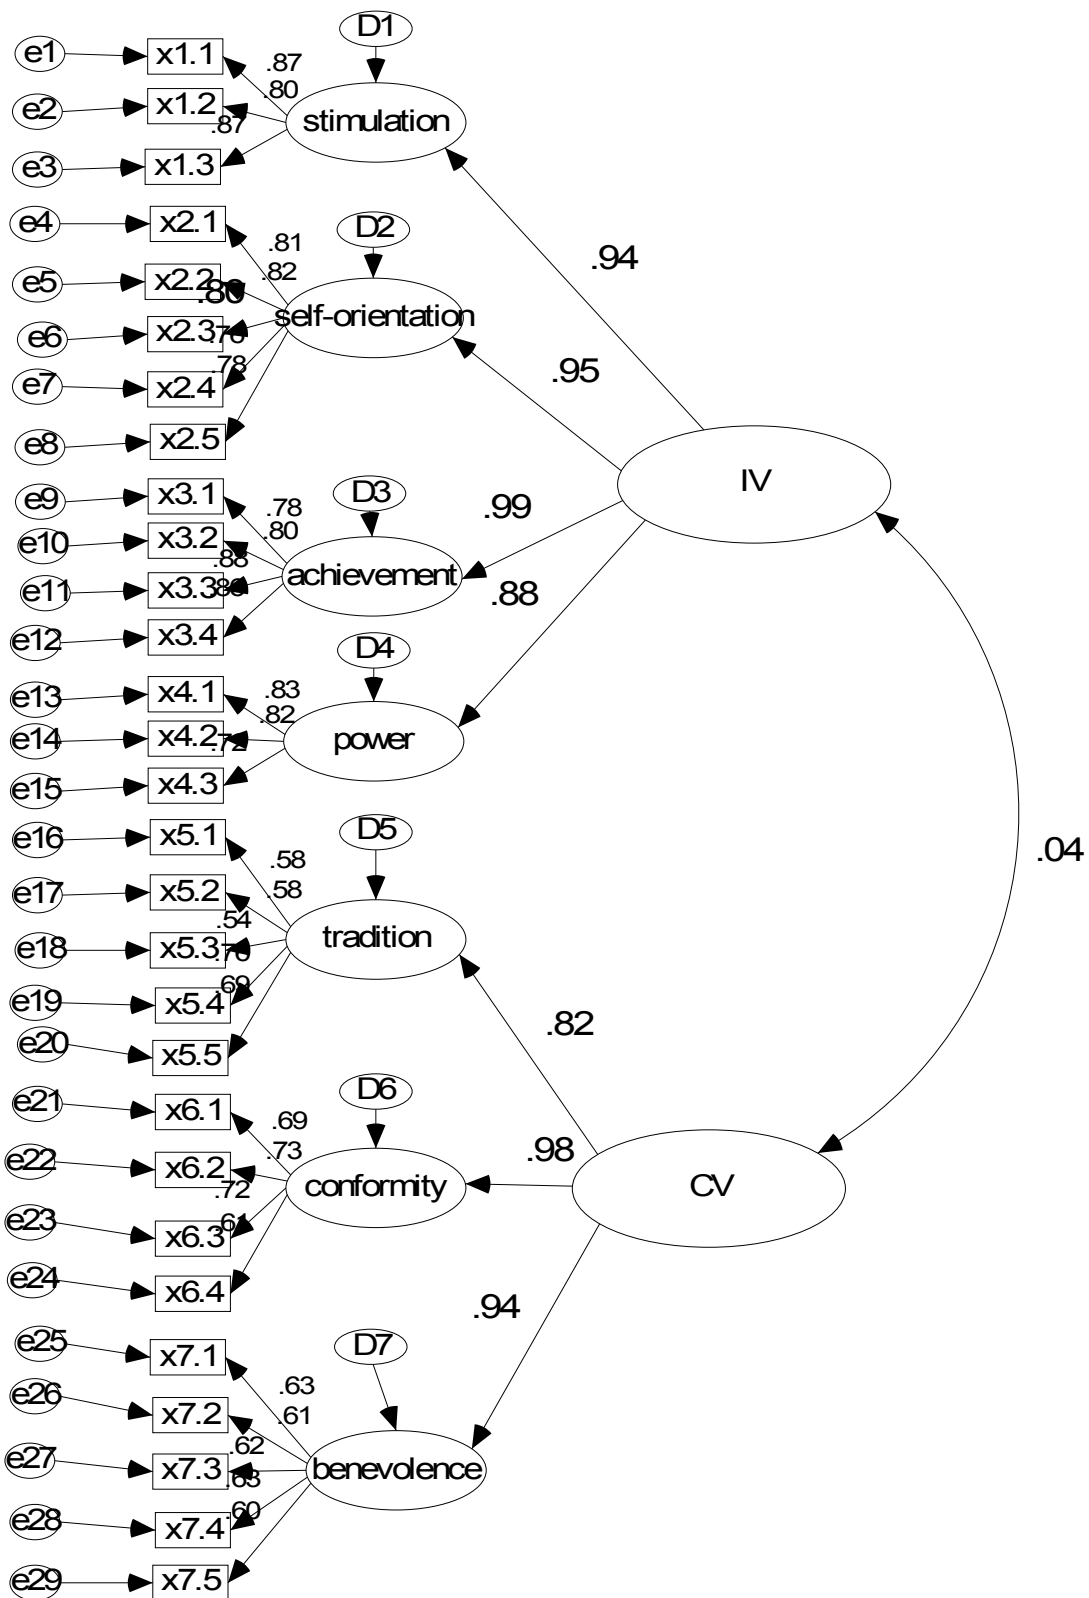 D1
e1
x1.1
.87
e2
x1.2
.80
stimulation
.87
e3
x1.3
e4
x2.1
D2
.81
.94
e5
x2.2
.82
self-orientation
e6
x2.3
e7
x2.4
.78
.95
e8
x2.5
IV
e9
x3.1
D3
.78
.99
e10
x3.2
.80
.88
achievement
e11
x3.3
.88
e12
x3.4
D4
e13
x4.1
.83
.82
e14
x4.2
.72
power
e15
x4.3
e16
x5.1
D5
.04
.58
e17
x5.2
.58
.54
tradition
e18
x5.3
e19
x5.4
.69
.82
e20
x5.5
e21
x6.1
D6
.69
.73
.98
e22
x6.2
.72
conformity
CV
e23
x6.3
.61
e24
x6.4
.94
e25
x7.1
D7
.63
e26
x7.2
.61
.62
e27
x7.3
.63
benevolence
e28
x7.4
.60
e29
x7.5